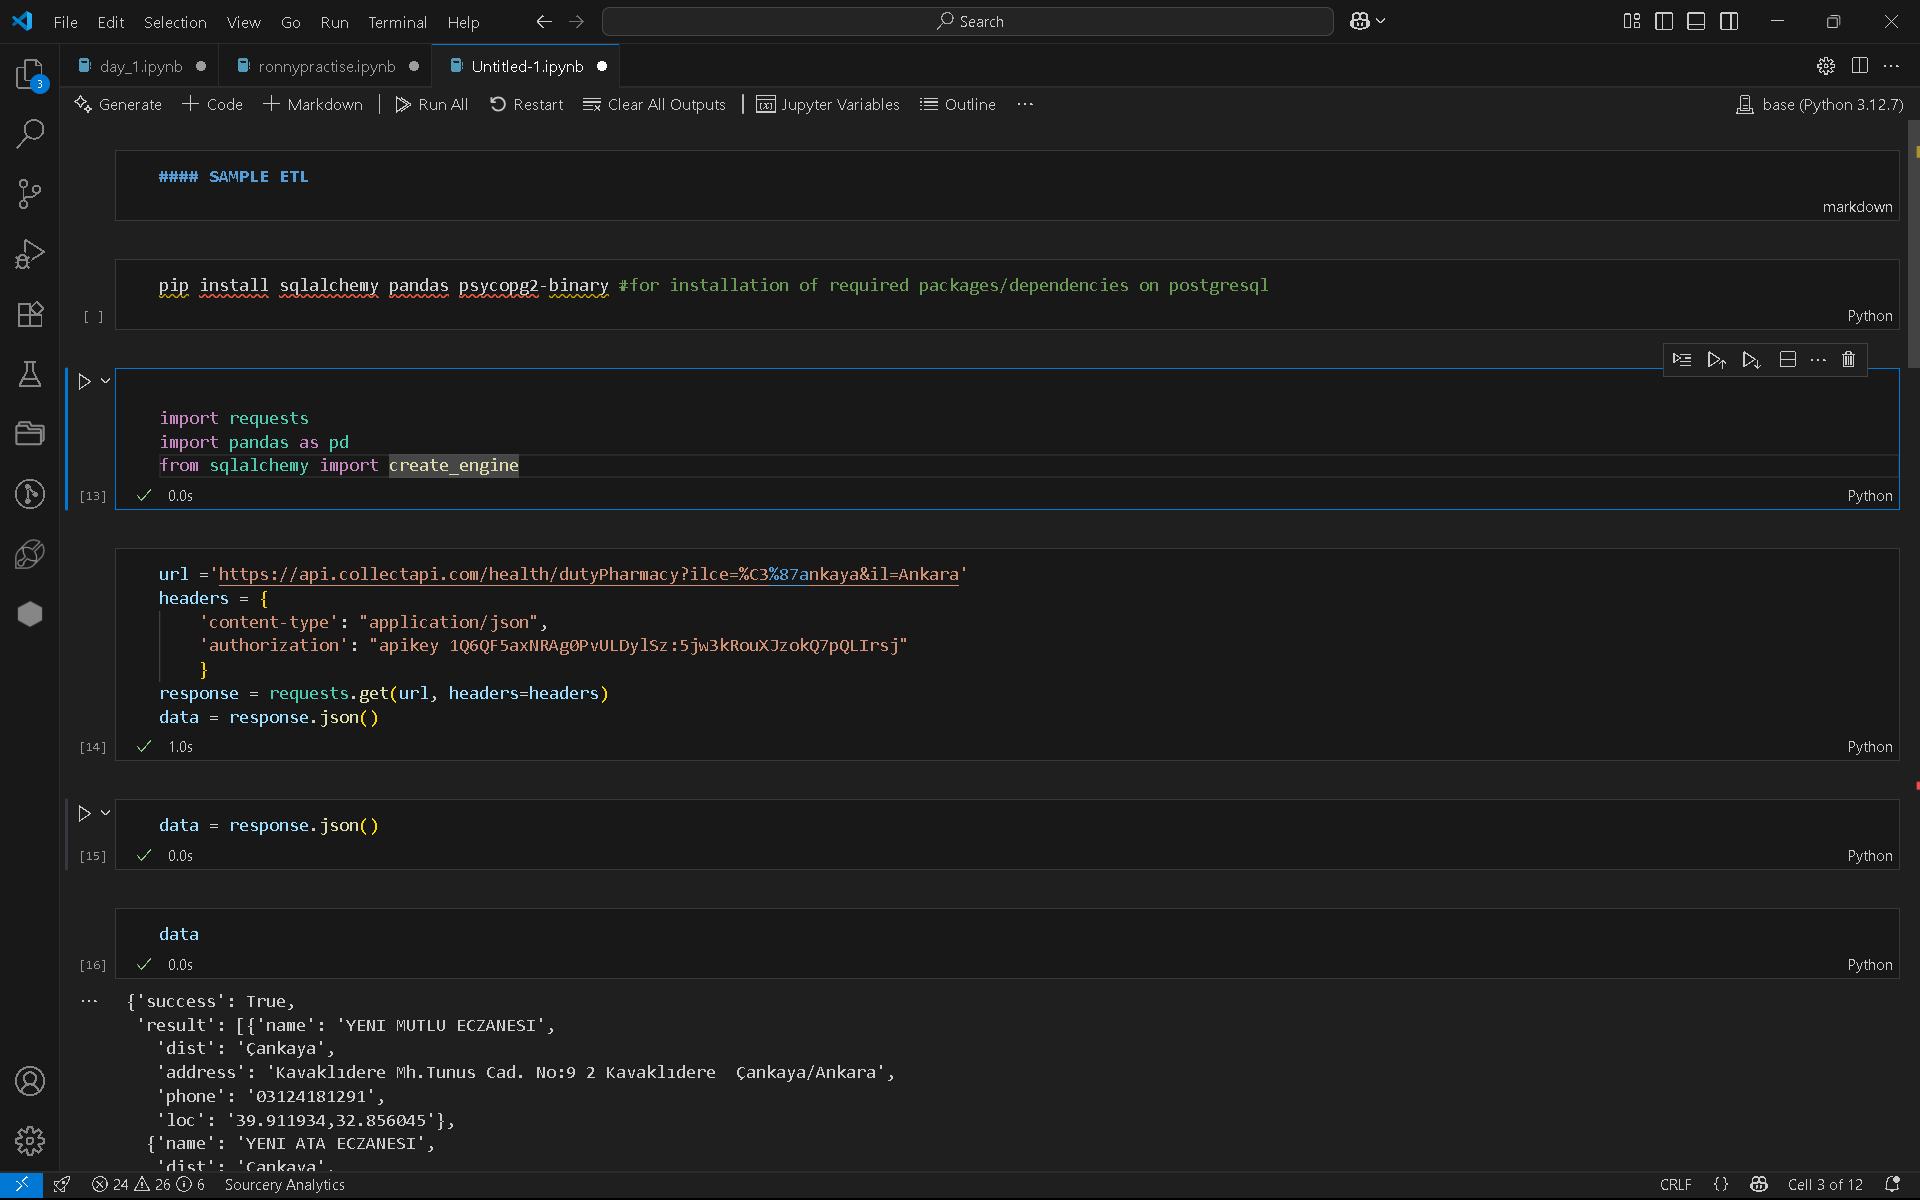 File Edit Selection View Go Run Terminal Help Search
3
day_1.ipynb ronnypractise.ipynb Untitled-1.ipynb
Generate + Code + Markdown Run All Restart Clear All Outputs Jupyter Variables Outline ... base (Python 3.12.7)
#### SAMPLE ETL
markdown
pip install sqlalchemy pandas psycopg2-binary #for installation of required packages/dependencies on postgresql
[ ] Python
import requests
import pandas as pd
from sqlalchemy import create_engine
[13] 0.0s Python
url ='https://api.collectapi.com/health/dutyPharmacy?ilce=%C3%87ankaya&il=Ankara'
headers = {
'content-type': "application/json",
'authorization': "apikey 1Q6QF5axNRAg0PvULDylSz:5jw3kRouXJzokQ7pQLIrsj"
}
response = requests.get(url, headers=headers)
data = response.json()
[14] 1.0s Python
data = response.json()
[15] 0.0s Python
data
[16] 0.0s Python
... {'success': True,
'result': [{'name': 'YENI MUTLU ECZANESI',
'dist': 'Çankaya',
'address': 'Kavaklıdere Mh.Tunus Cad. No:9 2 Kavaklıdere  Çankaya/Ankara',
'phone': '03124181291',
'loc': '39.911934,32.856045'},
{'name': 'YENI ATA ECZANESI',
'dist': 'Çankaya',
24 26 6 Sourcery Analytics CRLF {} Cell 3 of 12